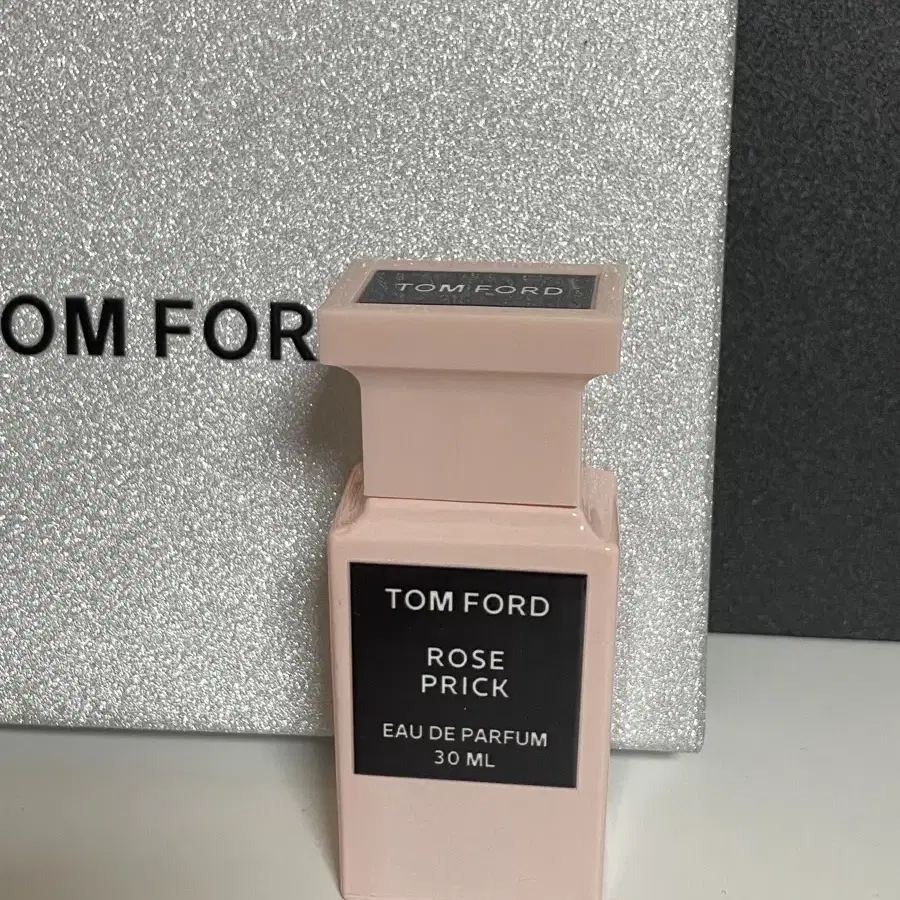 OM FOR
TOM FORD
TOM FORD
ROSE
PRICK
EAU DE PARFUM
30 ML